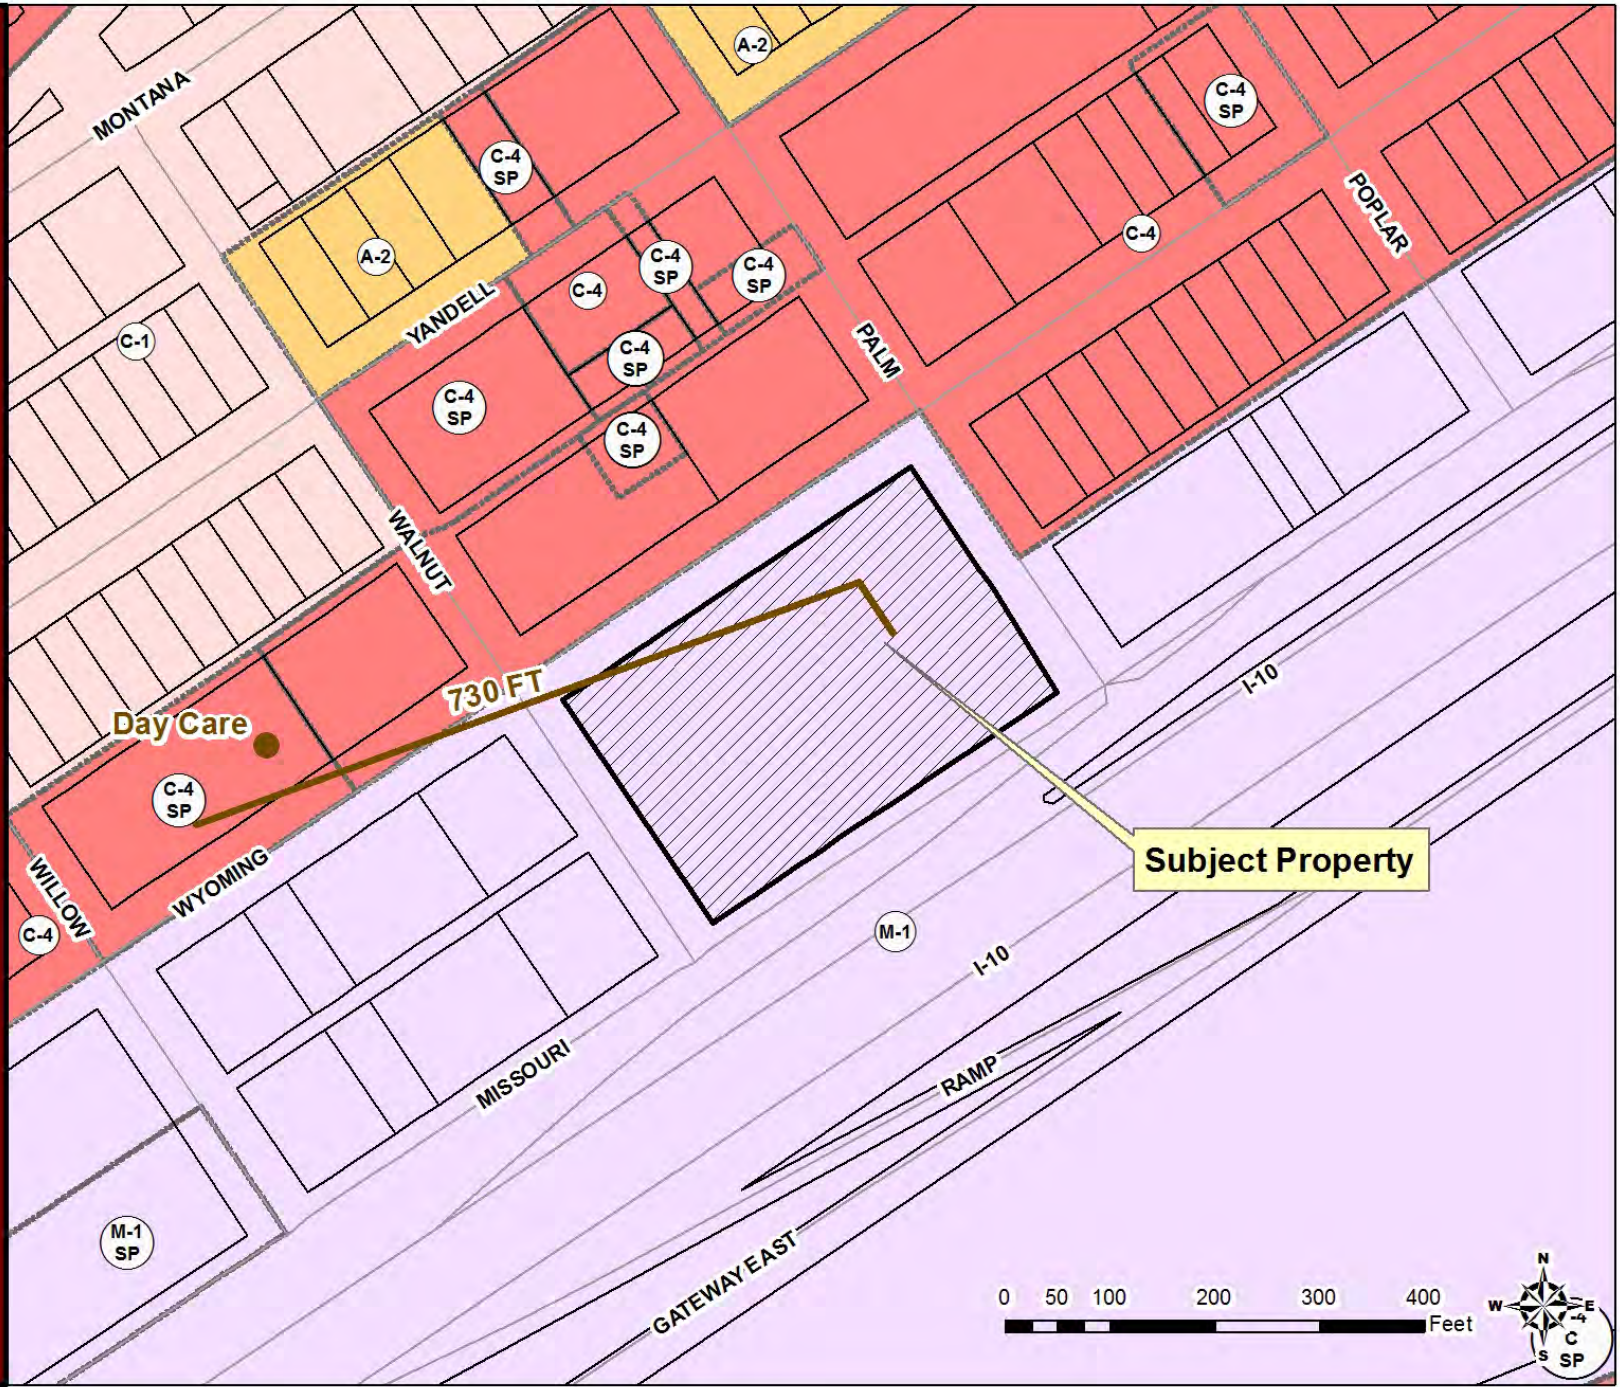 A-2
MONTANA
C-4
SP
C-4
SP
POPLAR
C-4
A-2
C-4
SP
C-4
SP
C-4
YANDELL
C-1
PALM
C-4
SP
C-4
SP
C-4
SP
WALNUT
730 FT
I-10
Day Care
C-4
SP
Subject Property
WYOMING
WILLOW
C-4
M-1
I-10
RAMP
MISSOURI
M-1
SP
GATEWAY EAST
0 50 100 200 300 400
Feet
N
W E
S
-4
C
SP